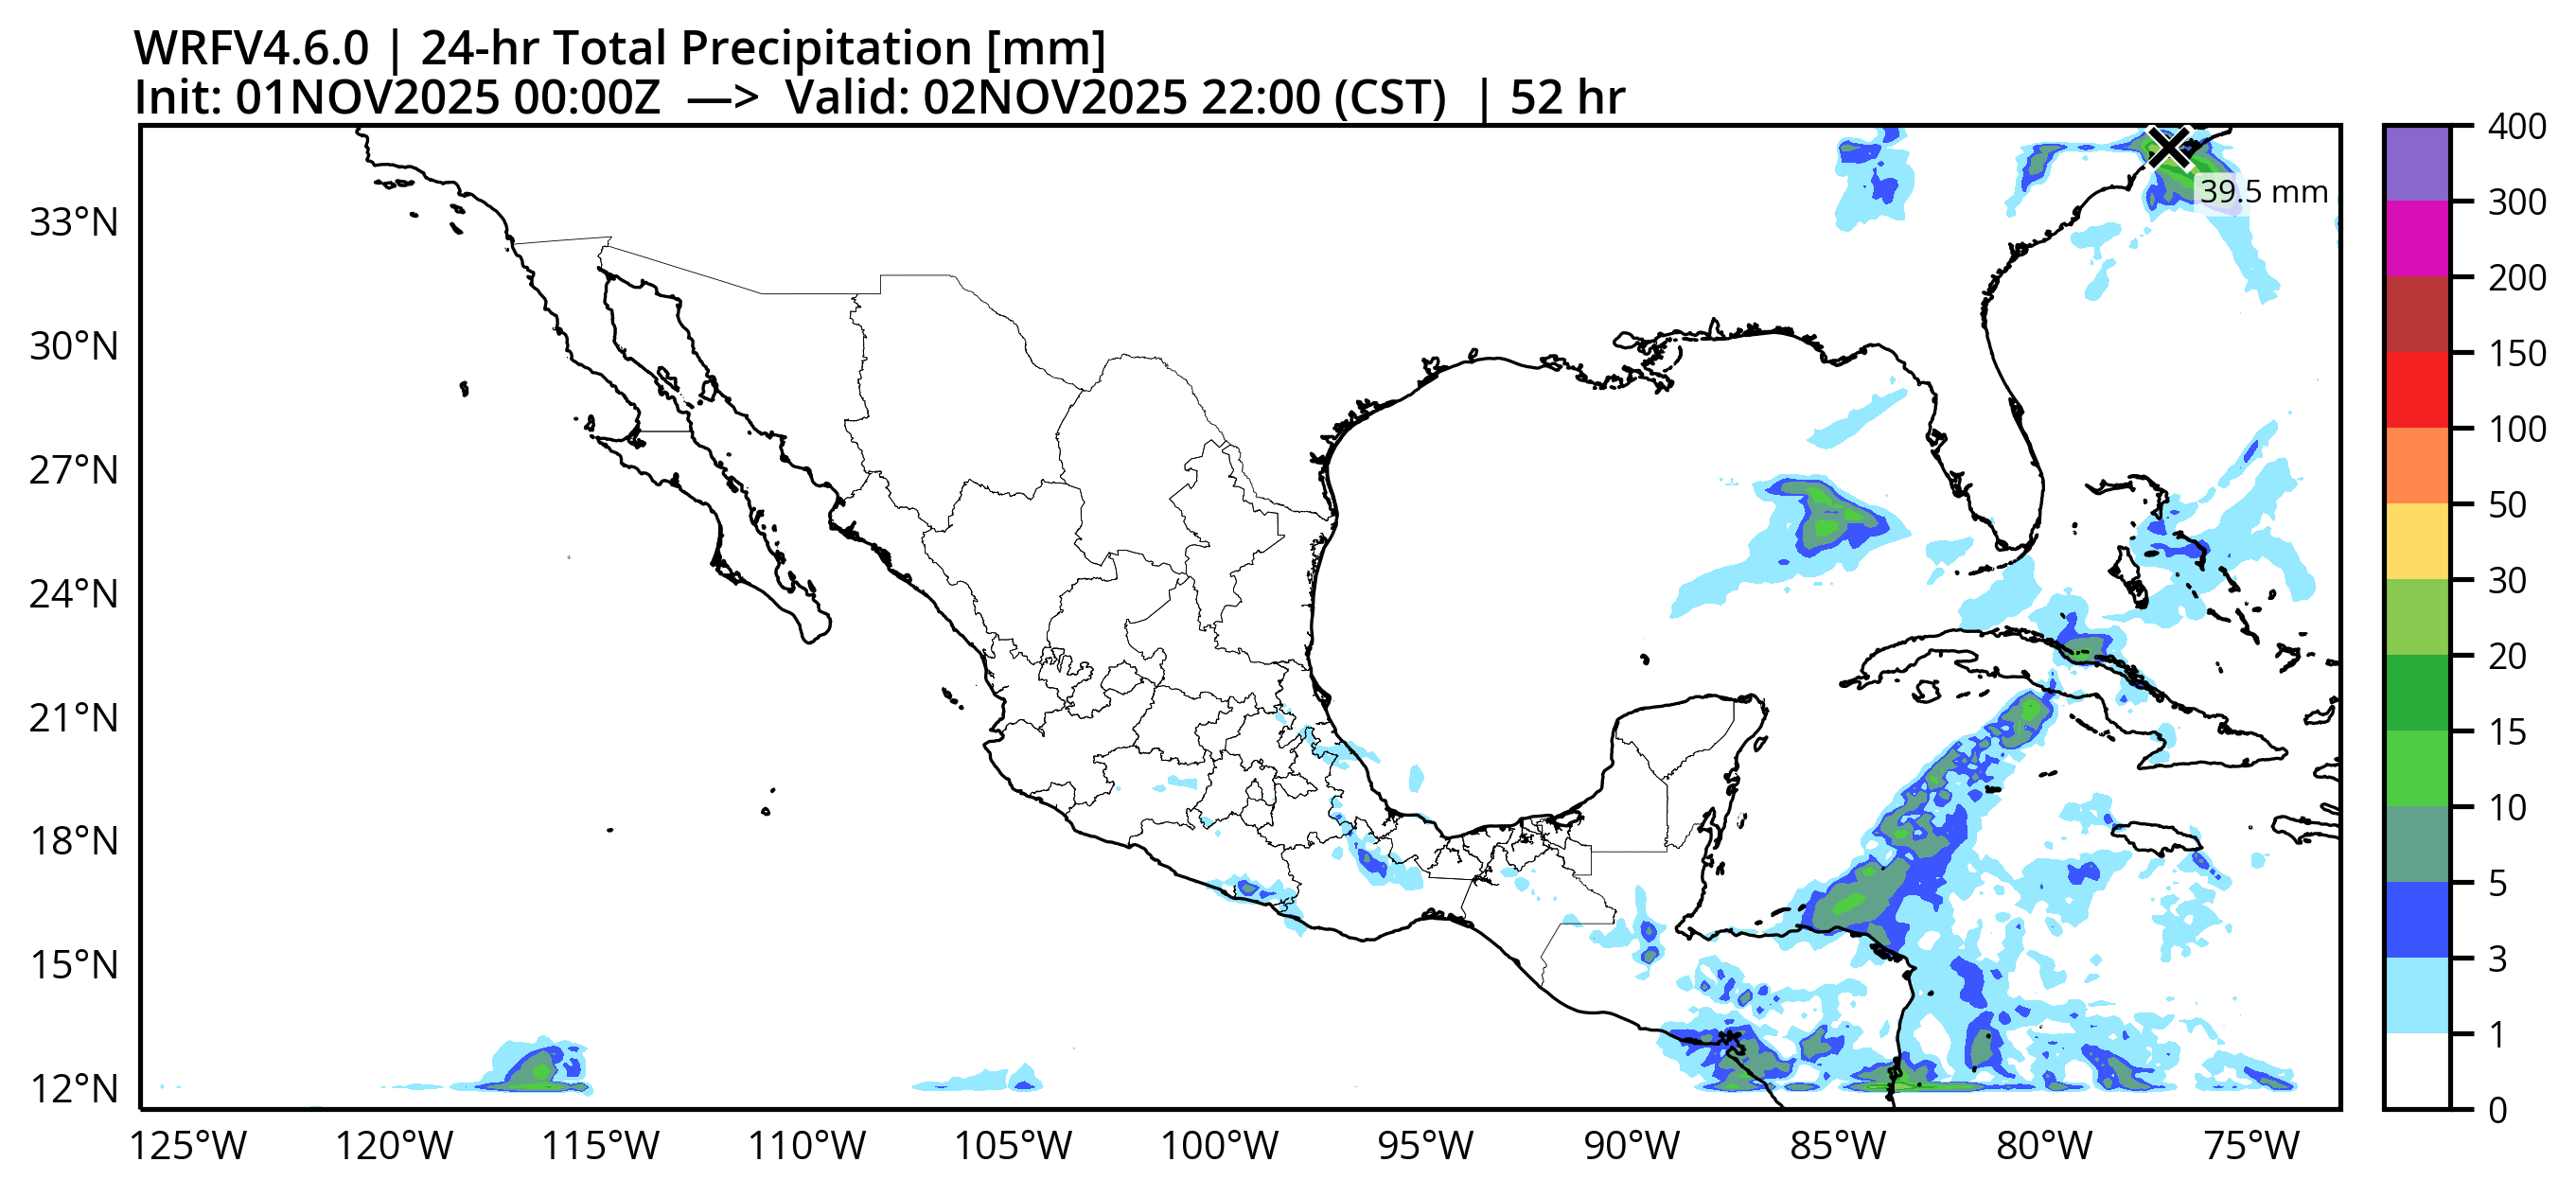 WRFV4.6.0 | 24-hr Total Precipitation [mm]
Init: 01NOV2025 00:00Z —> Valid: 02NOV2025 22:00 (CST) | 52 hr
39.5 mm
33°N
30°N
27°N
24°N
21°N
18°N
15°N
12°N
125°W 120°W 115°W 110°W 105°W 100°W 95°W 90°W 85°W 80°W 75°W
400
300
200
150
100
50
30
20
15
10
5
3
1
0